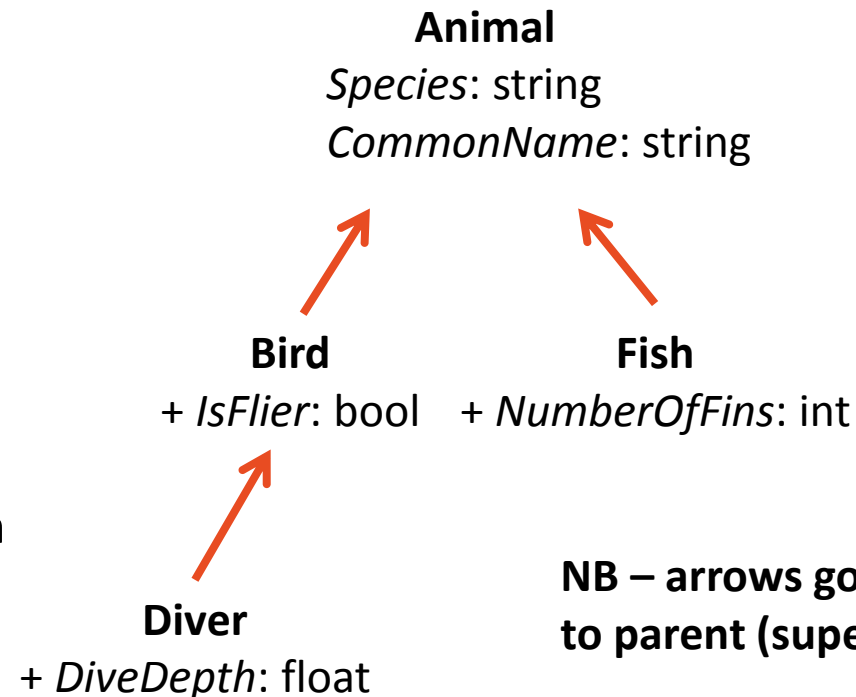 Animal
Species: string
CommonName: string
Bird
+ IsFlier: bool
Fish
+ NumberOfFins: int
Diver
+ DiveDepth: float
NB – arrows go
to parent (supe